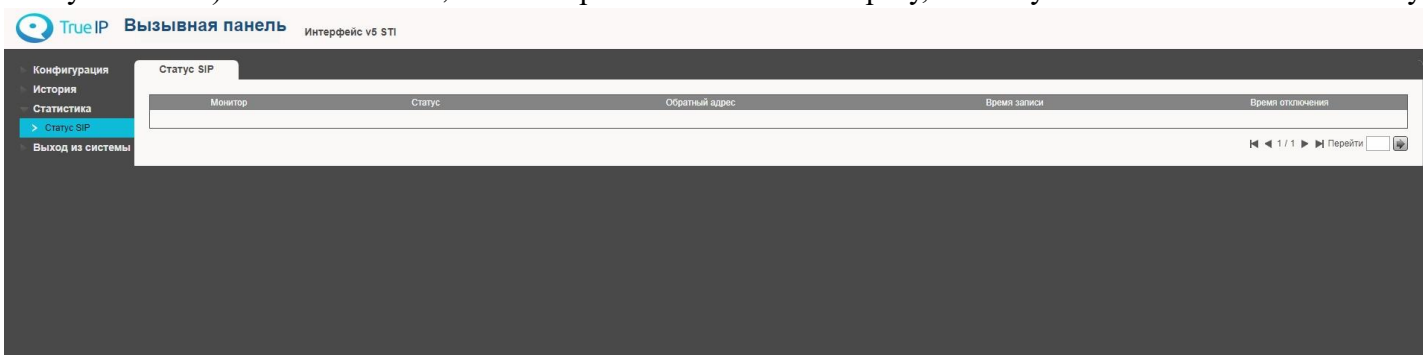 True IP Вызывная панель Интерфейс v5 STI
Конфигурация
Статус SIP
История
Монитор Статус Обратный адрес Время записи Время отключения
Статистика
> Статус SIP
Выход из системы
1 / 1 Перейти